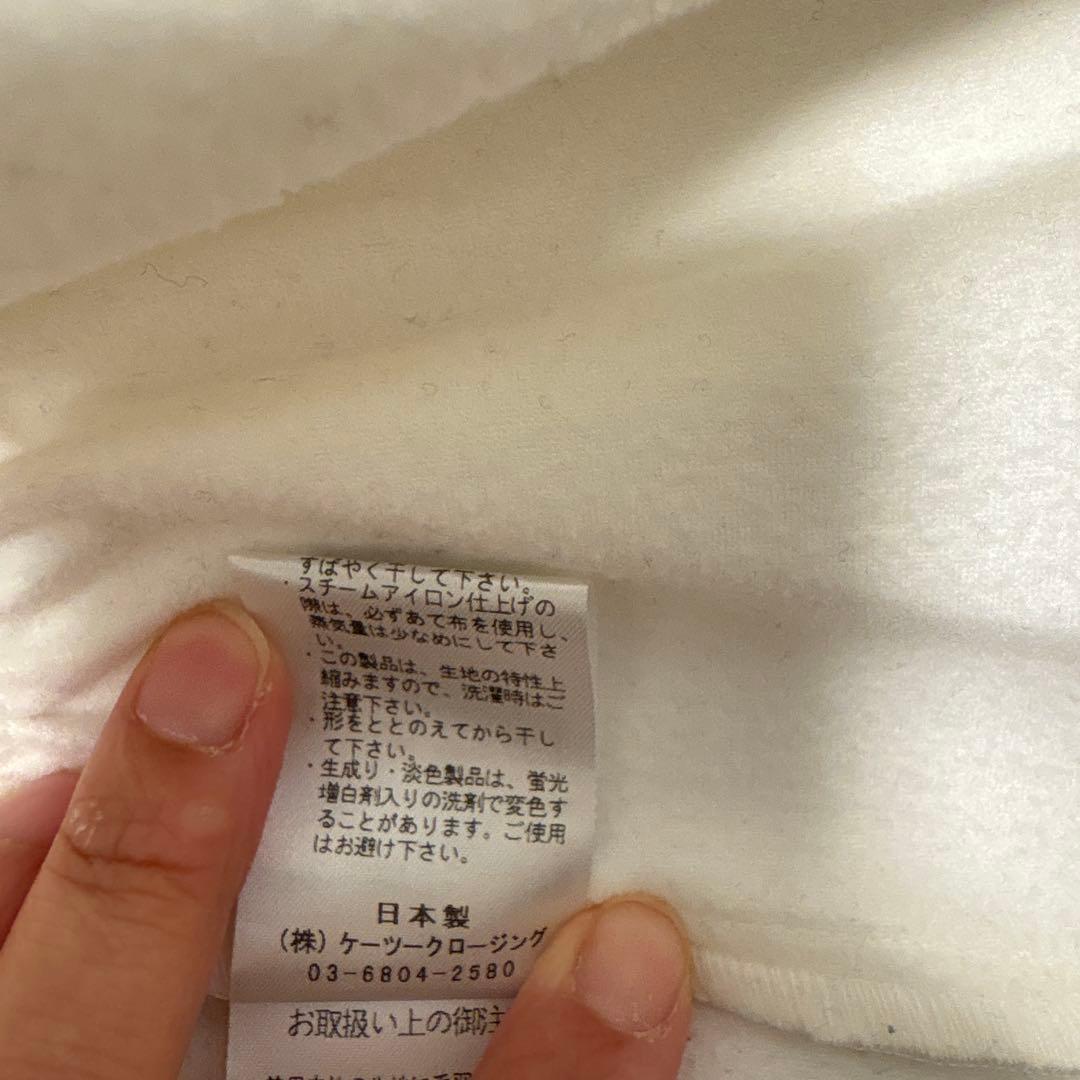 すばやく干して下さい。
・スチームアイロン仕上げの
際は、必ずあて布を使用し、
蒸気量は少なめにして下さ
い。
・この製品は、生地の特性上
縮みますので、洗濯時はご
注意下さい。
・形をととのえてから干し
て下さい。
・生成り・淡色製品は、蛍光
増白剤入りの洗剤で変色す
ることがあります。ご使用
はお避け下さい。
日本製
（株）ケーツークロージング
03-6804-2580
お取扱い上の御注